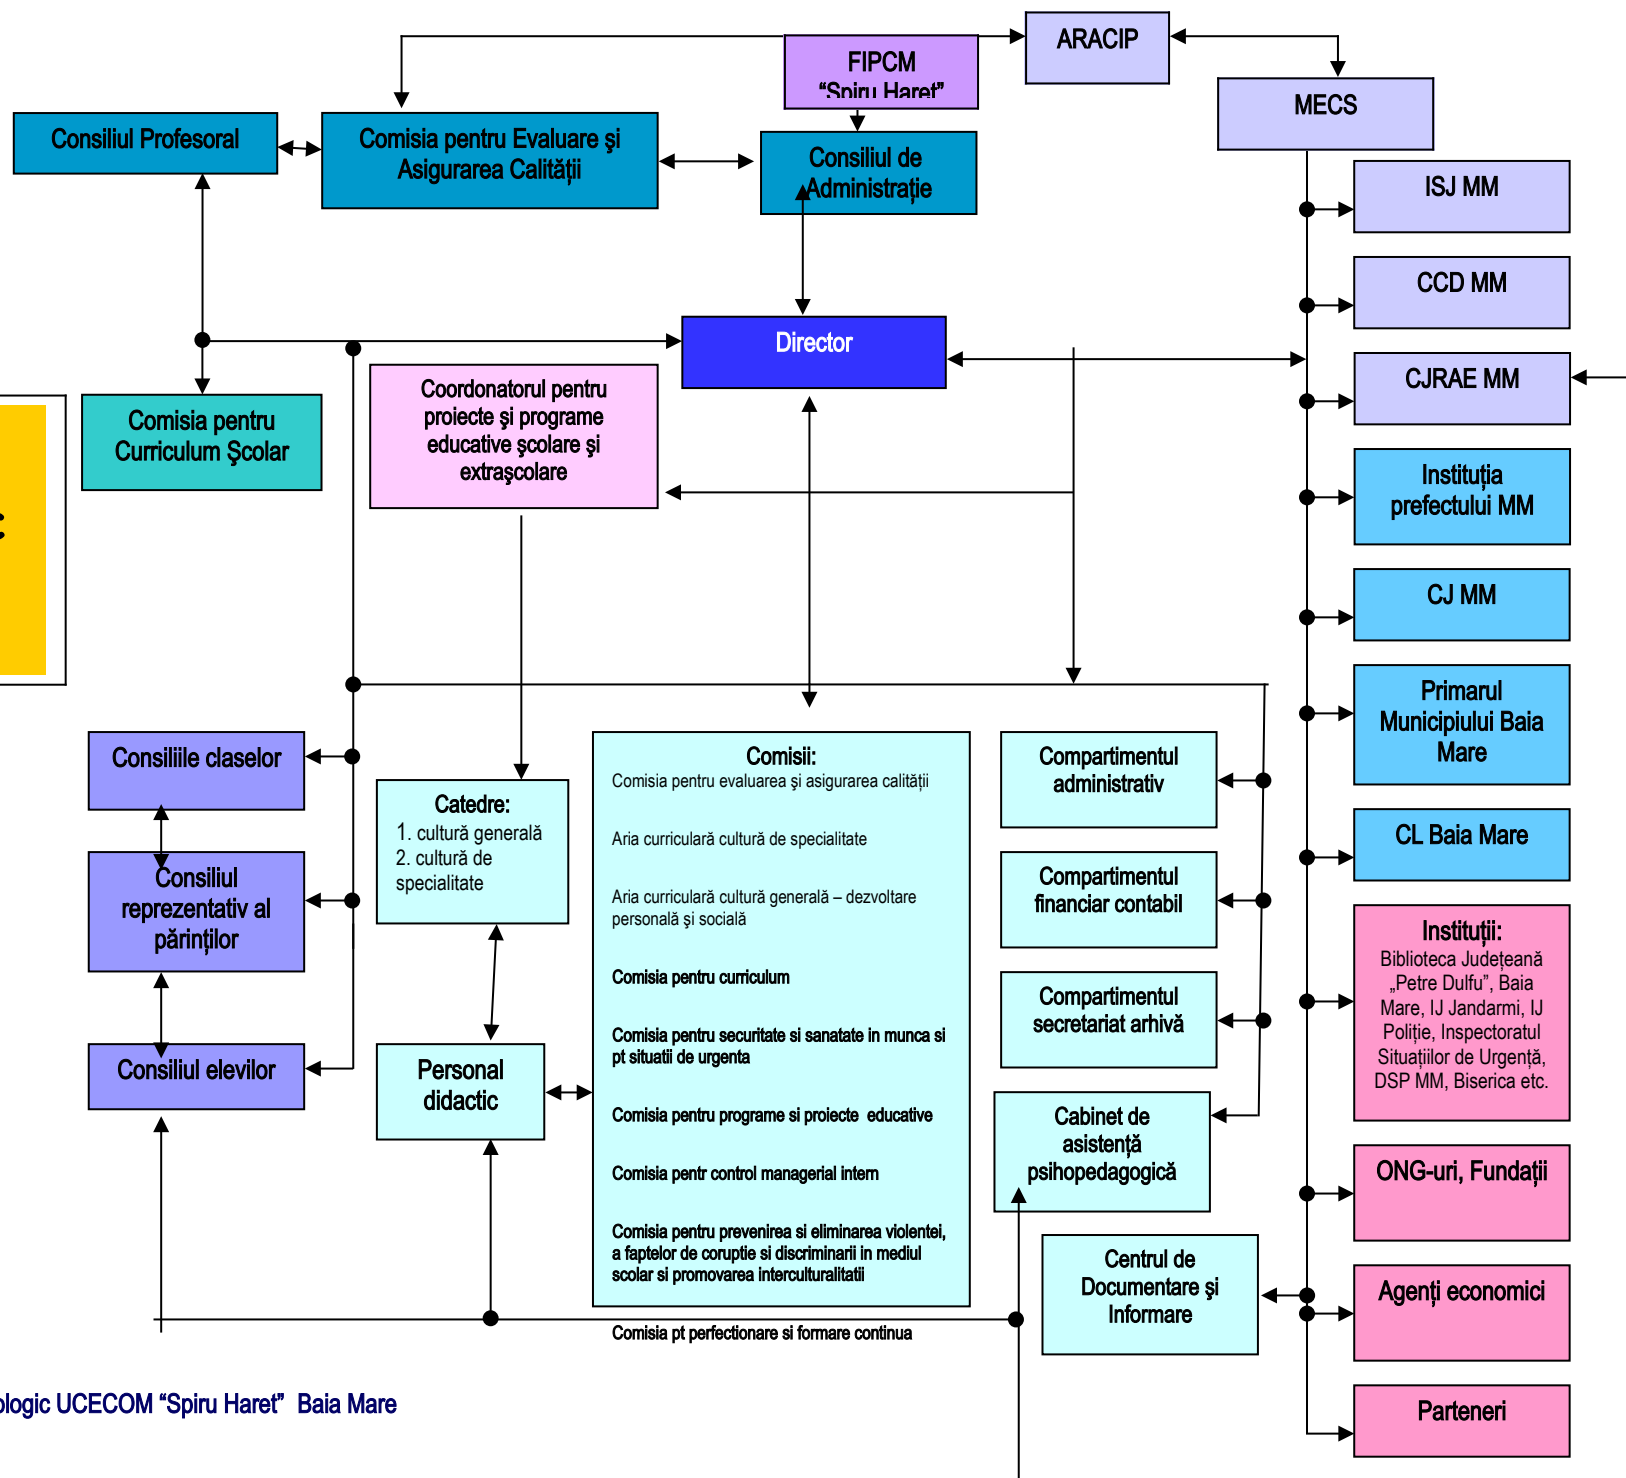 ARACIP
FIPCM
“Spiru Haret”
MECS
Consiliul Profesoral
Comisia pentru Evaluare şi
Asigurarea Calităţii
Consiliul de
Administraţie
ISJ MM
CCD MM
Director
CJRAE MM
Coordonatorul pentru
proiecte şi programe
educative şcolare şi
extraşcolare
Comisia pentru
Curriculum Şcolar
Instituţia
prefectului MM
CJ MM
Primarul
Municipiului Baia
Mare
CL Baia Mare
Consiliile claselor
Consiliul
reprezentativ al
părinţilor
Consiliul elevilor
Catedre:
1. cultură generală
2. cultură de
specialitate
Personal
didactic
Comisii:
Comisia pentru evaluarea şi asigurarea calităţii
Aria curriculară cultură de specialitate
Aria curriculară cultură generală – dezvoltare
personală şi socială
Comisia pentru curriculum
Comisia pentru securitate si sanatate in munca si
pt situatii de urgenta
Comisia pentru programe si proiecte  educative
Comisia pentr control managerial intern
Comisia pentru prevenirea si eliminarea violentei,
a faptelor de coruptie si discriminarii in mediul
scolar si promovarea interculturalitatii
Comisia pt perfectionare si formare continua
Compartimentul
administrativ
Compartimentul
financiar contabil
Compartimentul
secretariat arhivă
Cabinet de
asistenţă
psihopedagogică
Centrul de
Documentare şi
Informare
Instituţii:
Biblioteca Judeţeană
„Petre Dulfu”, Baia
Mare, IJ Jandarmi, IJ
Poliţie, Inspectoratul
Situaţiilor de Urgenţă,
DSP MM, Biserica etc.
ONG-uri, Fundaţii
Agenţi economici
Parteneri
ologic UCECOM “Spiru Haret”  Baia Mare